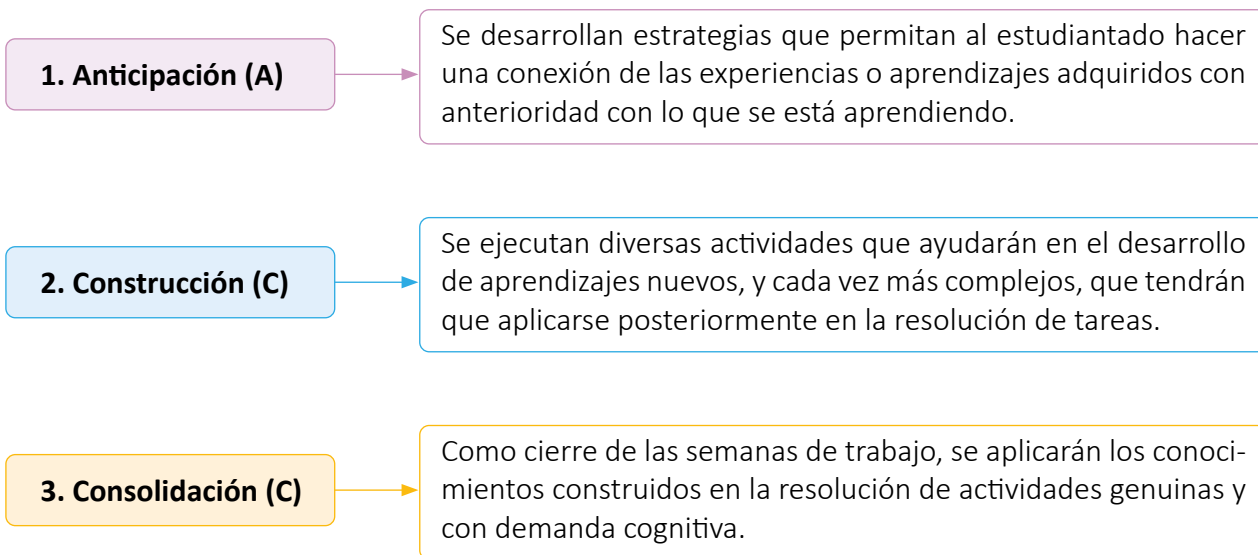 1. Anticipación (A)
Se desarrollan estrategias que permitan al estudiantado hacer
una conexión de las experiencias o aprendizajes adquiridos con
anterioridad con lo que se está aprendiendo.
2. Construcción (C)
Se ejecutan diversas actividades que ayudarán en el desarrollo
de aprendizajes nuevos, y cada vez más complejos, que tendrán
que aplicarse posteriormente en la resolución de tareas.
3. Consolidación (C)
Como cierre de las semanas de trabajo, se aplicarán los conoci-
mientos construidos en la resolución de actividades genuinas y
con demanda cognitiva.